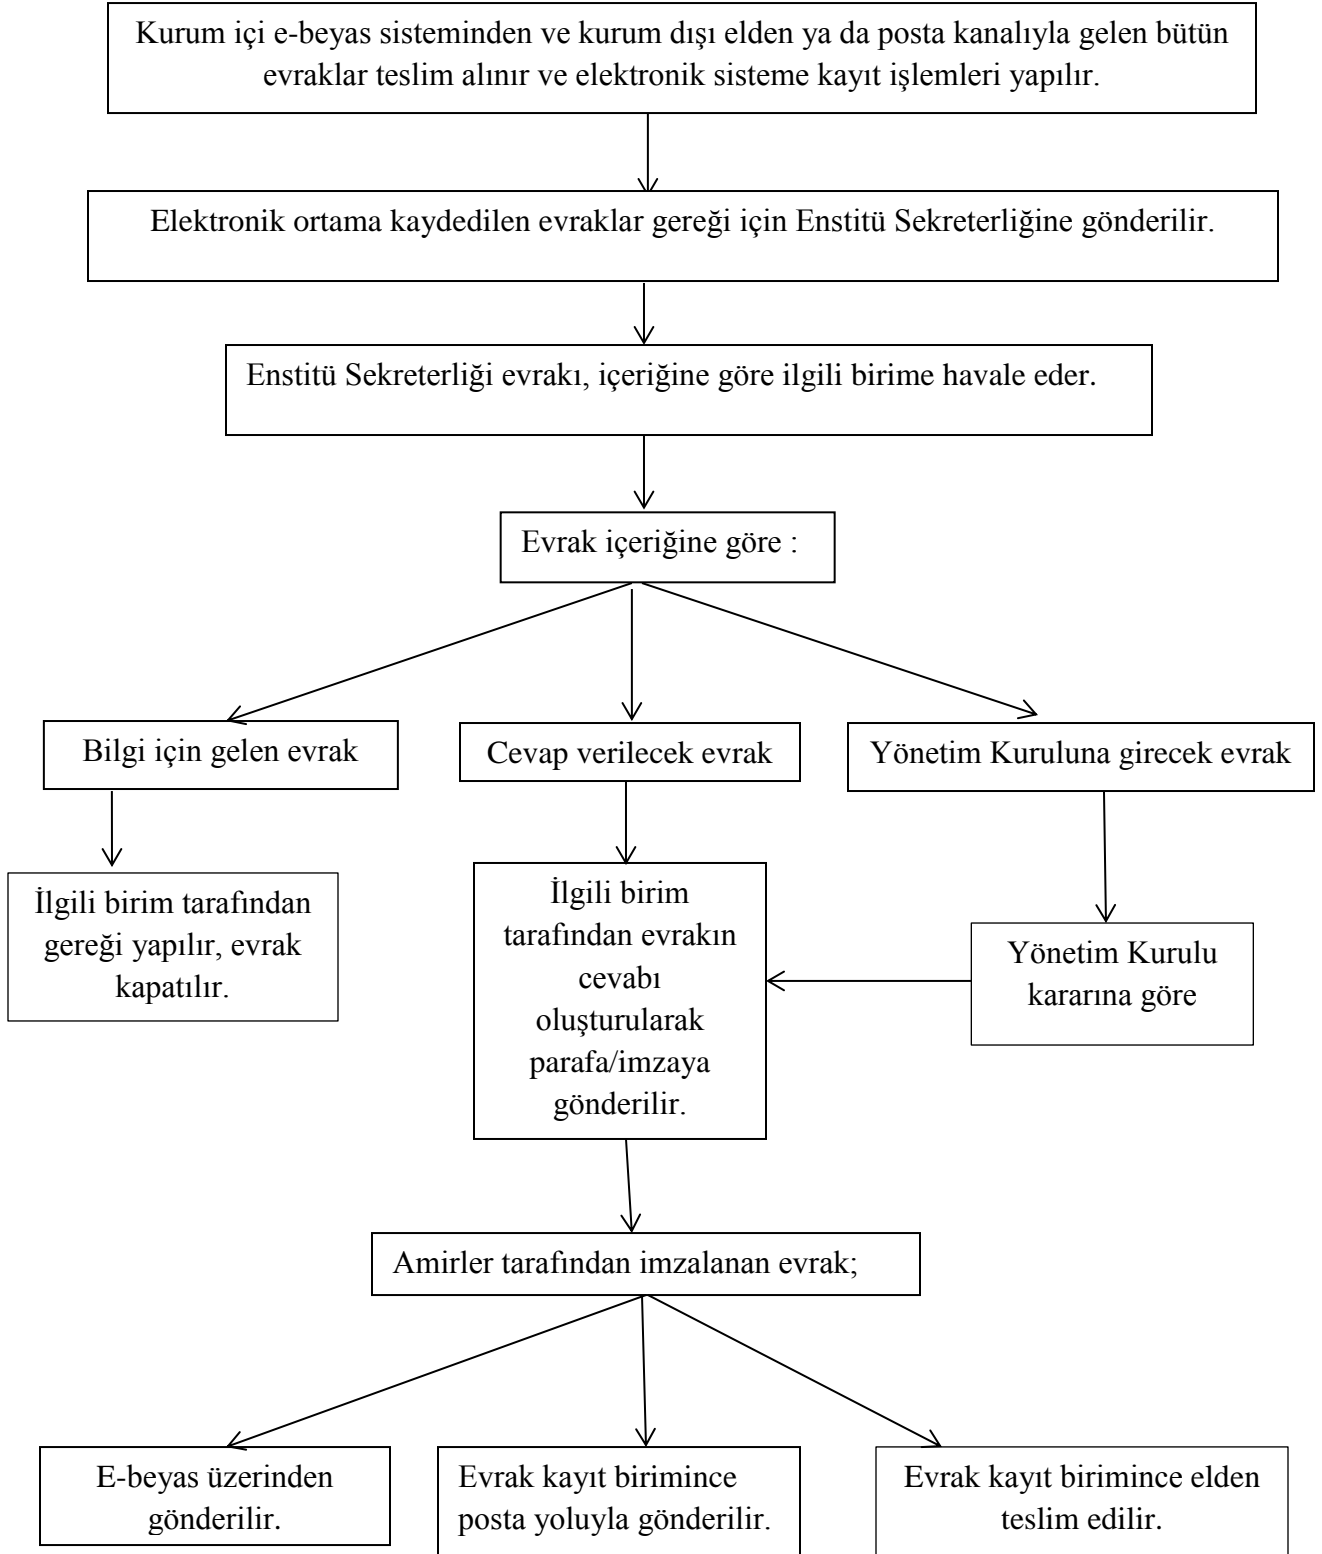 Kurum içi e-beyas sisteminden ve kurum dışı elden ya da posta kanalıyla gelen bütün
evraklar teslim alınır ve elektronik sisteme kayıt işlemleri yapılır.
Elektronik ortama kaydedilen evraklar gereği için Enstitü Sekreterliğine gönderilir.
Enstitü Sekreterliği evrakı, içeriğine göre ilgili birime havale eder.
Evrak içeriğine göre :
Bilgi için gelen evrak
Cevap verilecek evrak
Yönetim Kuruluna girecek evrak
İlgili birim tarafından
gereği yapılır, evrak
kapatılır.
İlgili birim
tarafından evrakın
cevabı
oluşturularak
parafa/imzaya
gönderilir.
Yönetim Kurulu
kararına göre
Amirler tarafından imzalanan evrak;
E-beyas üzerinden
gönderilir.
Evrak kayıt birimince
posta yoluyla gönderilir.
Evrak kayıt birimince elden
teslim edilir.